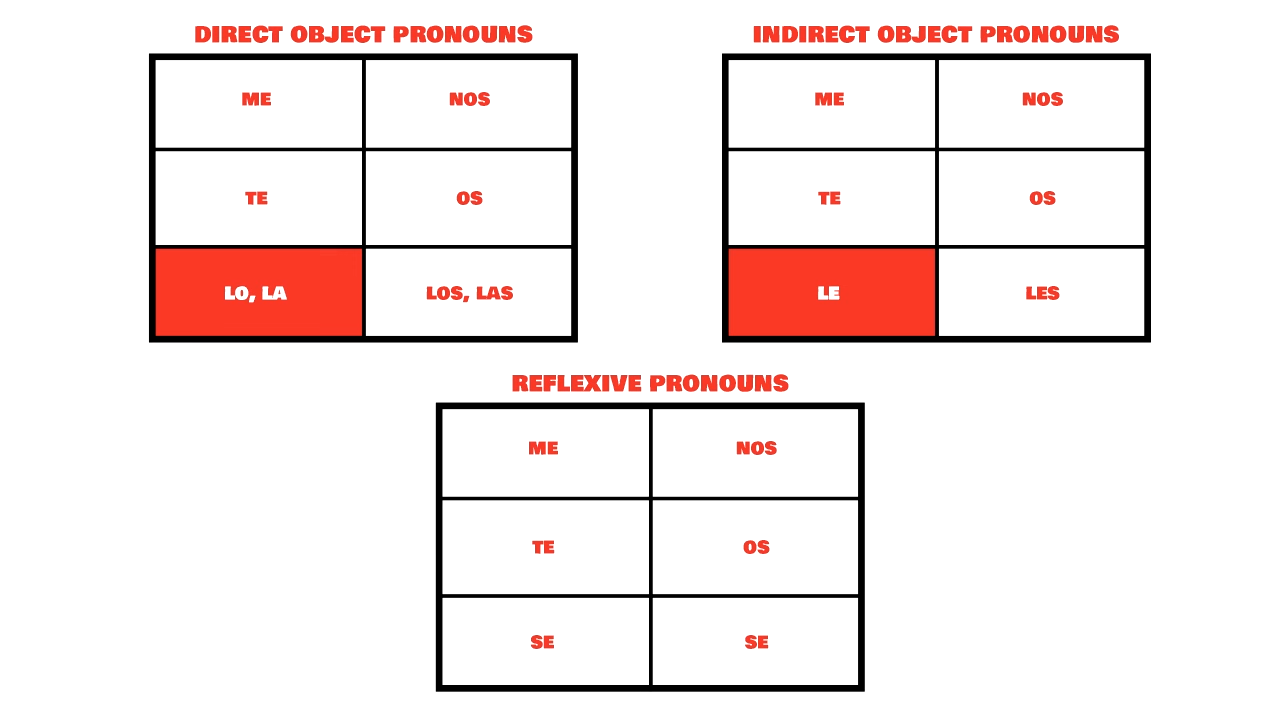 DIRECT OBJECT PRONOUNS
ME NOS
TE OS
LO, LA LOS, LAS
INDIRECT OBJECT PRONOUNS
ME NOS
TE OS
LE LES
REFLEXIVE PRONOUNS
ME NOS
TE OS
SE SE